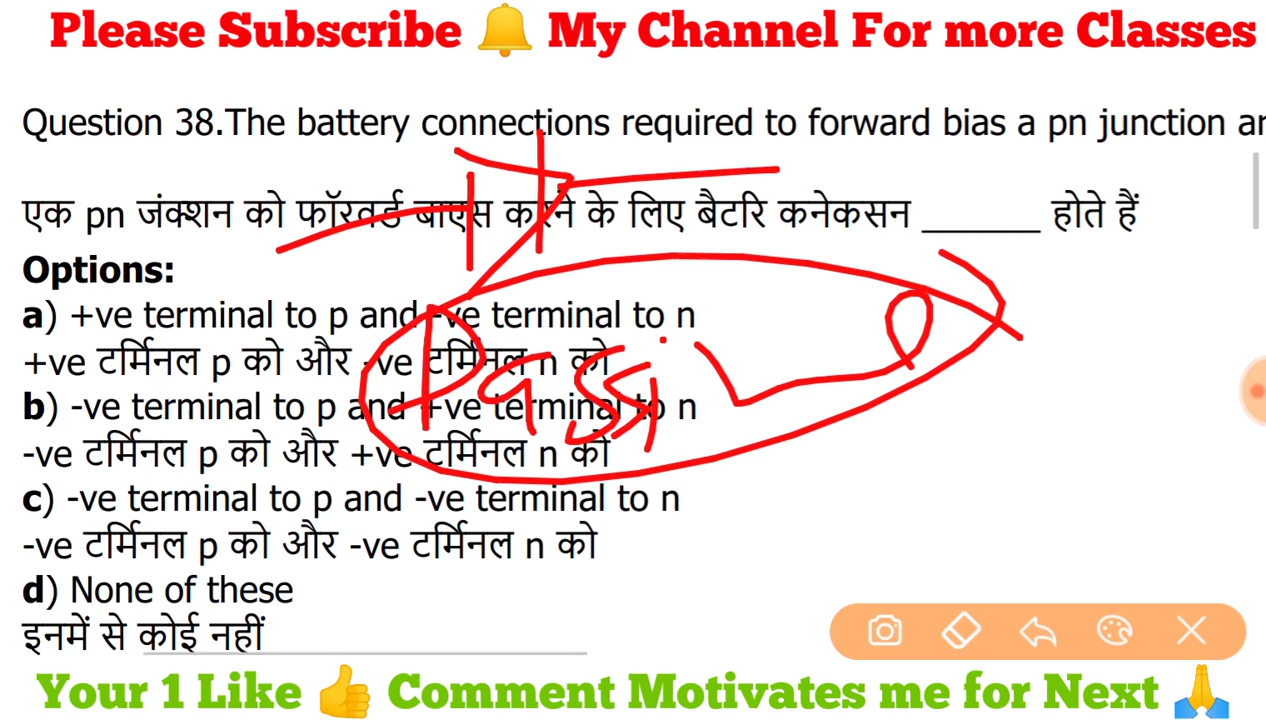 Please Subscribe 🔔 My Channel For more Classes
Question 38.The battery connections required to forward bias a pn junction ar
एक pn जंक्शन को फॉरवर्ड बाएस करने के लिए बैटरि कनेकसन ______ होते हैं
Options:
a) +ve terminal to p and -ve terminal to n
+ve टर्मिनल p को और -ve टर्मिनल n को
b) -ve terminal to p and +ve terminal to n
-ve टर्मिनल p को और +ve टर्मिनल n को
Passi
c) -ve terminal to p and -ve terminal to n
-ve टर्मिनल p को और -ve टर्मिनल n को
d) None of these
इनमें से कोई नहीं
Your 1 Like 👍 Comment Motivates me for Next 🙏